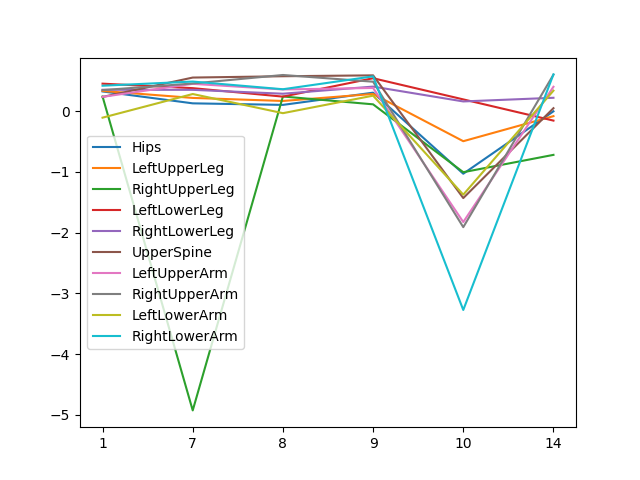 0
−1
−2
−3
−4
−5
Hips
LeftUpperLeg
RightUpperLeg
LeftLowerLeg
RightLowerLeg
UpperSpine
LeftUpperArm
RightUpperArm
LeftLowerArm
RightLowerArm
1 7 8 9 10 14